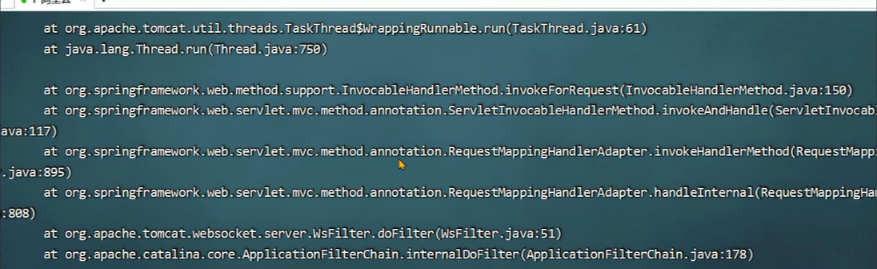 at org.apache.tomcat.util.threads.TaskThread$WrappingRunnable.run(TaskThread.java:61)
at java.lang.Thread.run(Thread.java:750)
at org.springframework.web.method.support.InvocableHandlerMethod.invokeForRequest(InvocableHandlerMethod.java:150)
at org.springframework.web.servlet.mvc.method.annotation.ServletInvocableHandlerMethod.invokeAndHandle(ServletInvocabl
ava:117)
at org.springframework.web.servlet.mvc.method.annotation.RequestMappingHandlerAdapter.invokeHandlerMethod(RequestMapp
.java:895)
at org.springframework.web.servlet.mvc.method.annotation.RequestMappingHandlerAdapter.handleInternal(RequestMappingHa
:808)
at org.apache.tomcat.websocket.server.WsFilter.doFilter(WsFilter.java:51)
at org.apache.catalina.core.ApplicationFilterChain.internalDoFilter(ApplicationFilterChain.java:178)